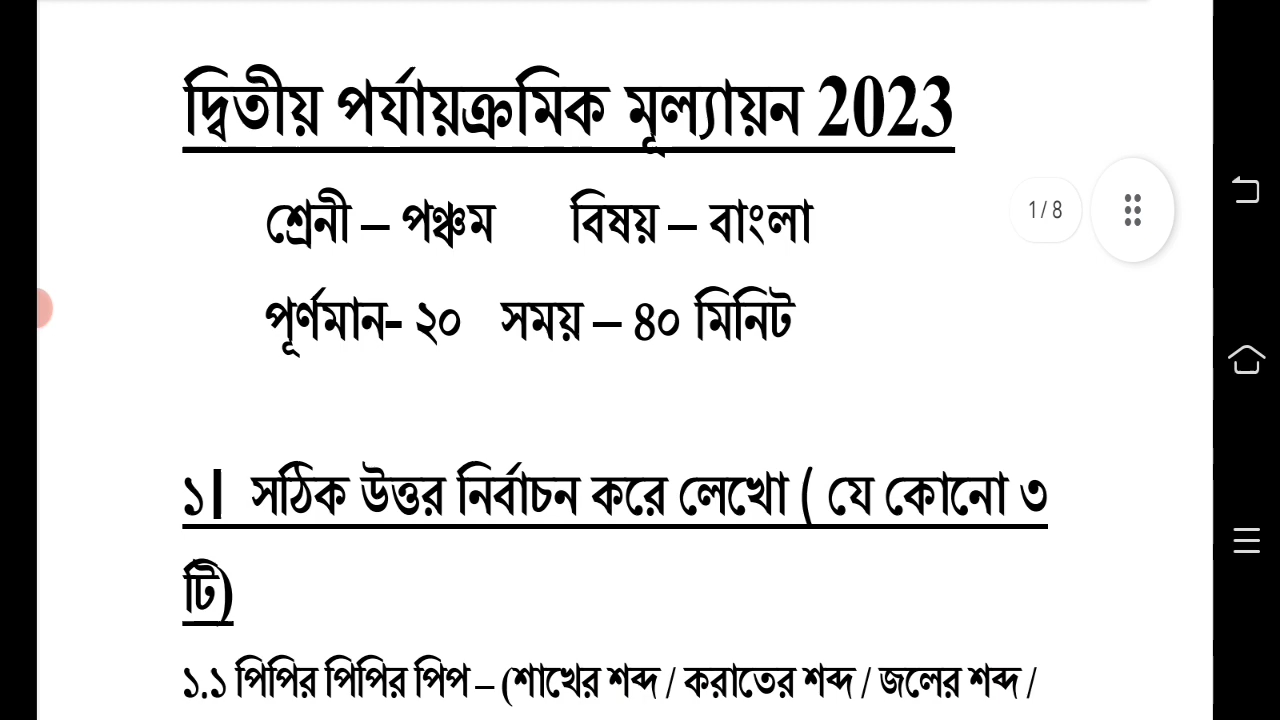 দ্বিতীয় পর্যায়ক্রমিক মূল্যায়ন 2023
শ্রেনী – পঞ্চম বিষয় – বাংলা
1 / 8
পূর্ণমান- ২০ সময় – ৪০ মিনিট
১| সঠিক উত্তর নির্বাচন করে লেখো ( যে কোনো ৩
টি)
১.১ পিপির পিপির পিপ – (শাখের শব্দ / করাতের শব্দ / জলের শব্দ /